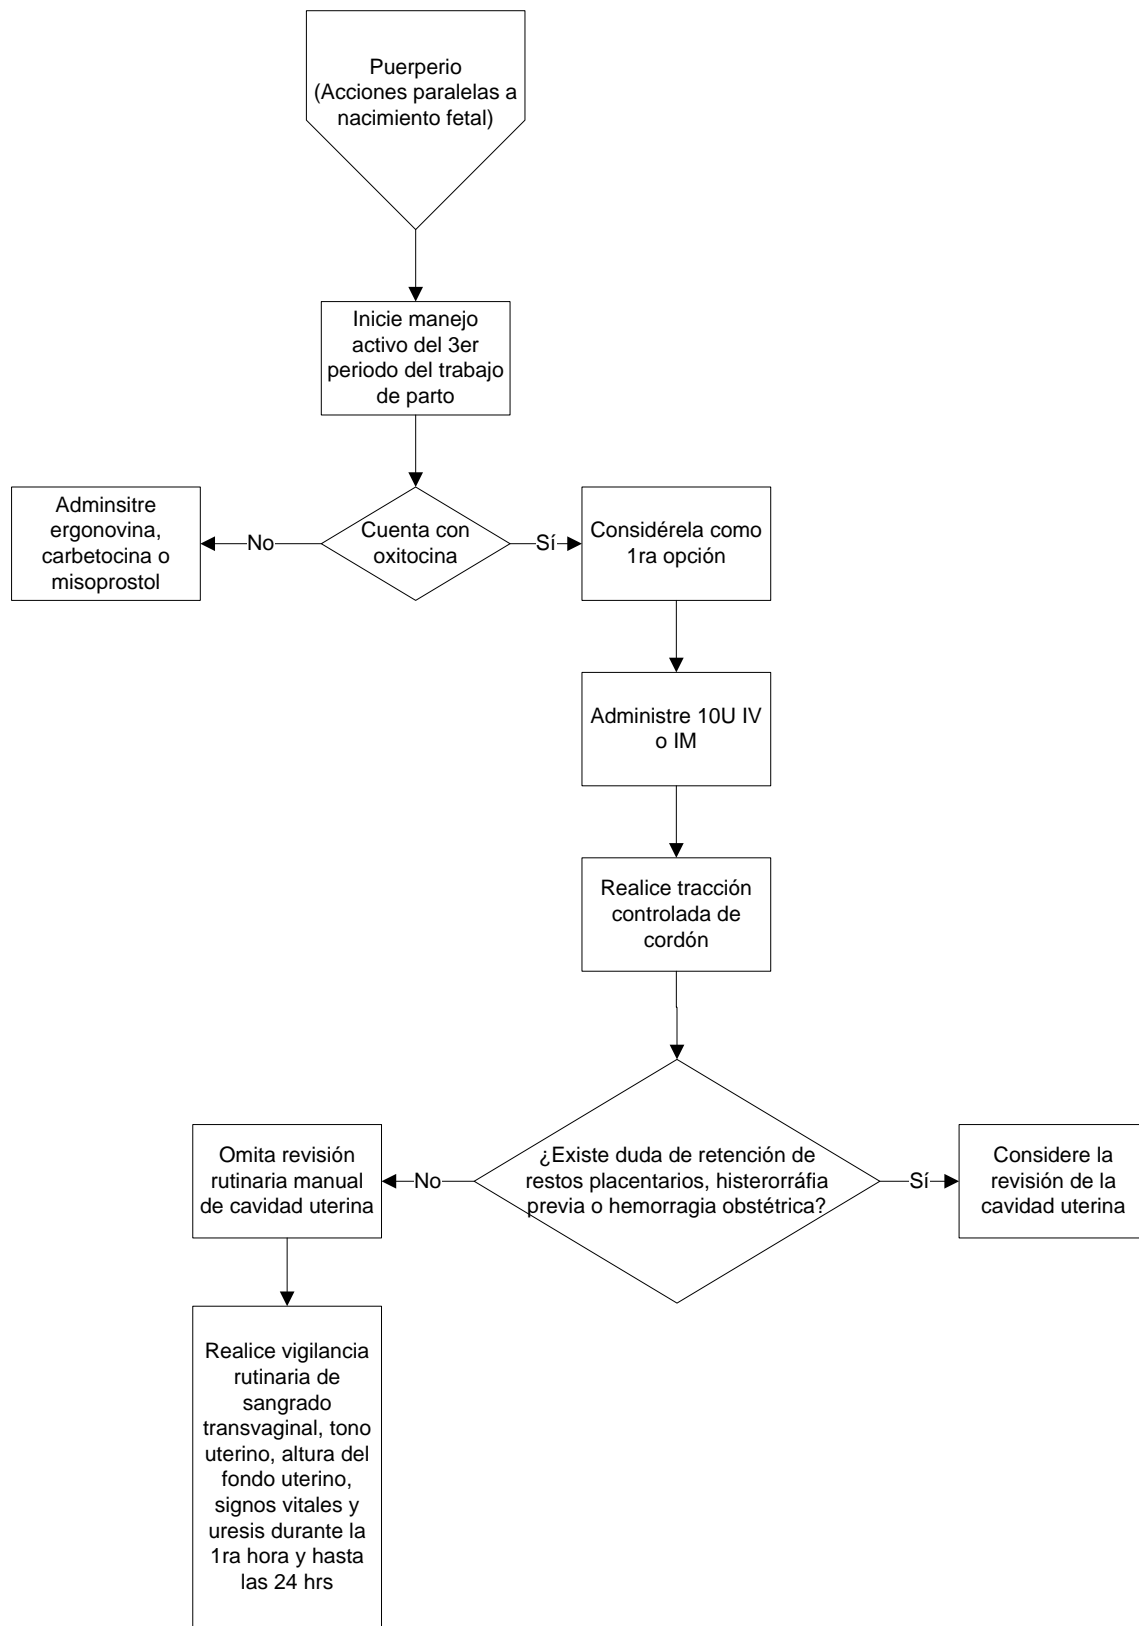 Puerperio
(Acciones paralelas a
nacimiento fetal)
Inicie manejo
activo del 3er
periodo del trabajo
de parto
Adminsitre
ergonovina,
carbetocina o
misoprostol
No
Cuenta con
oxitocina
Sí
Considérela como
1ra opción
Administre 10U IV
o IM
Realice tracción
controlada de
cordón
Omita revisión
rutinaria manual
de cavidad uterina
No
¿Existe duda de retención de
restos placentarios, histerorráfia
previa o hemorragia obstétrica?
Sí
Considere la
revisión de la
cavidad uterina
Realice vigilancia
rutinaria de
sangrado
transvaginal, tono
uterino, altura del
fondo uterino,
signos vitales y
uresis durante la
1ra hora y hasta
las 24 hrs